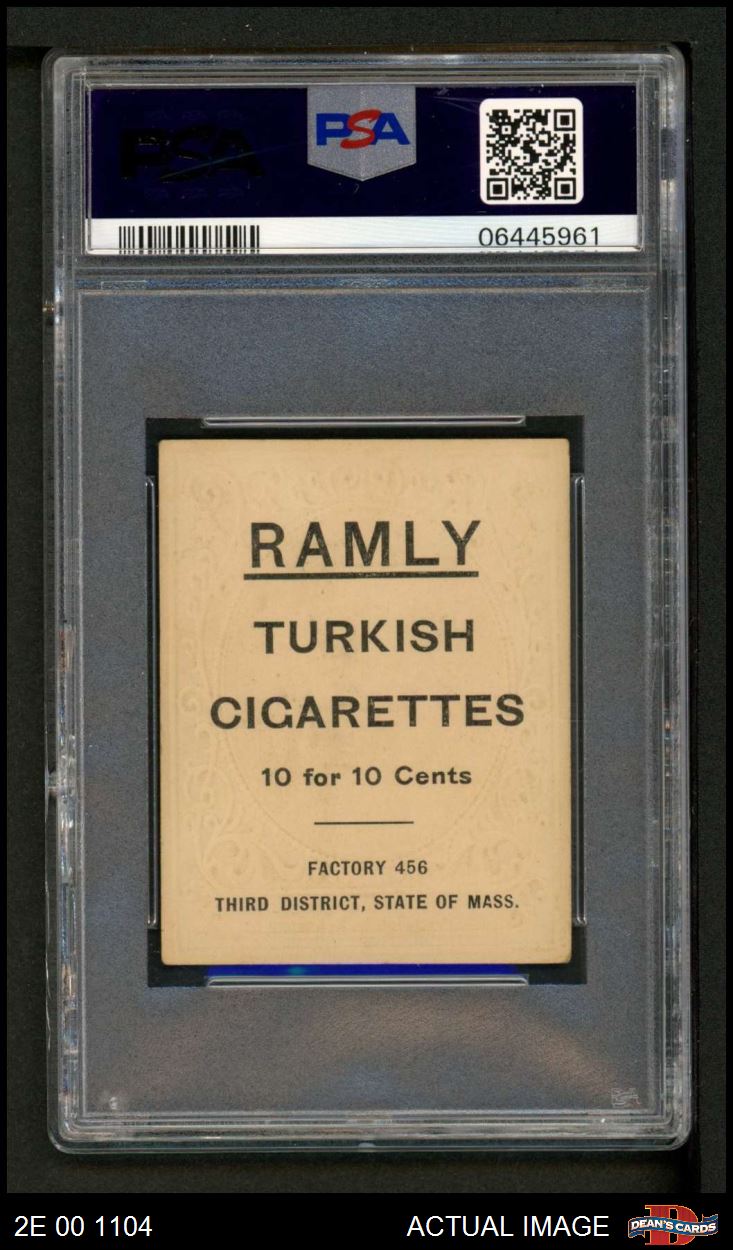 PSA
PSA
06445961
RAMLY
TURKISH
CIGARETTES
10 for 10 Cents
FACTORY 456
THIRD DISTRICT, STATE OF MASS.
2E 00 1104
ACTUAL IMAGE
DEAN'S CARDS